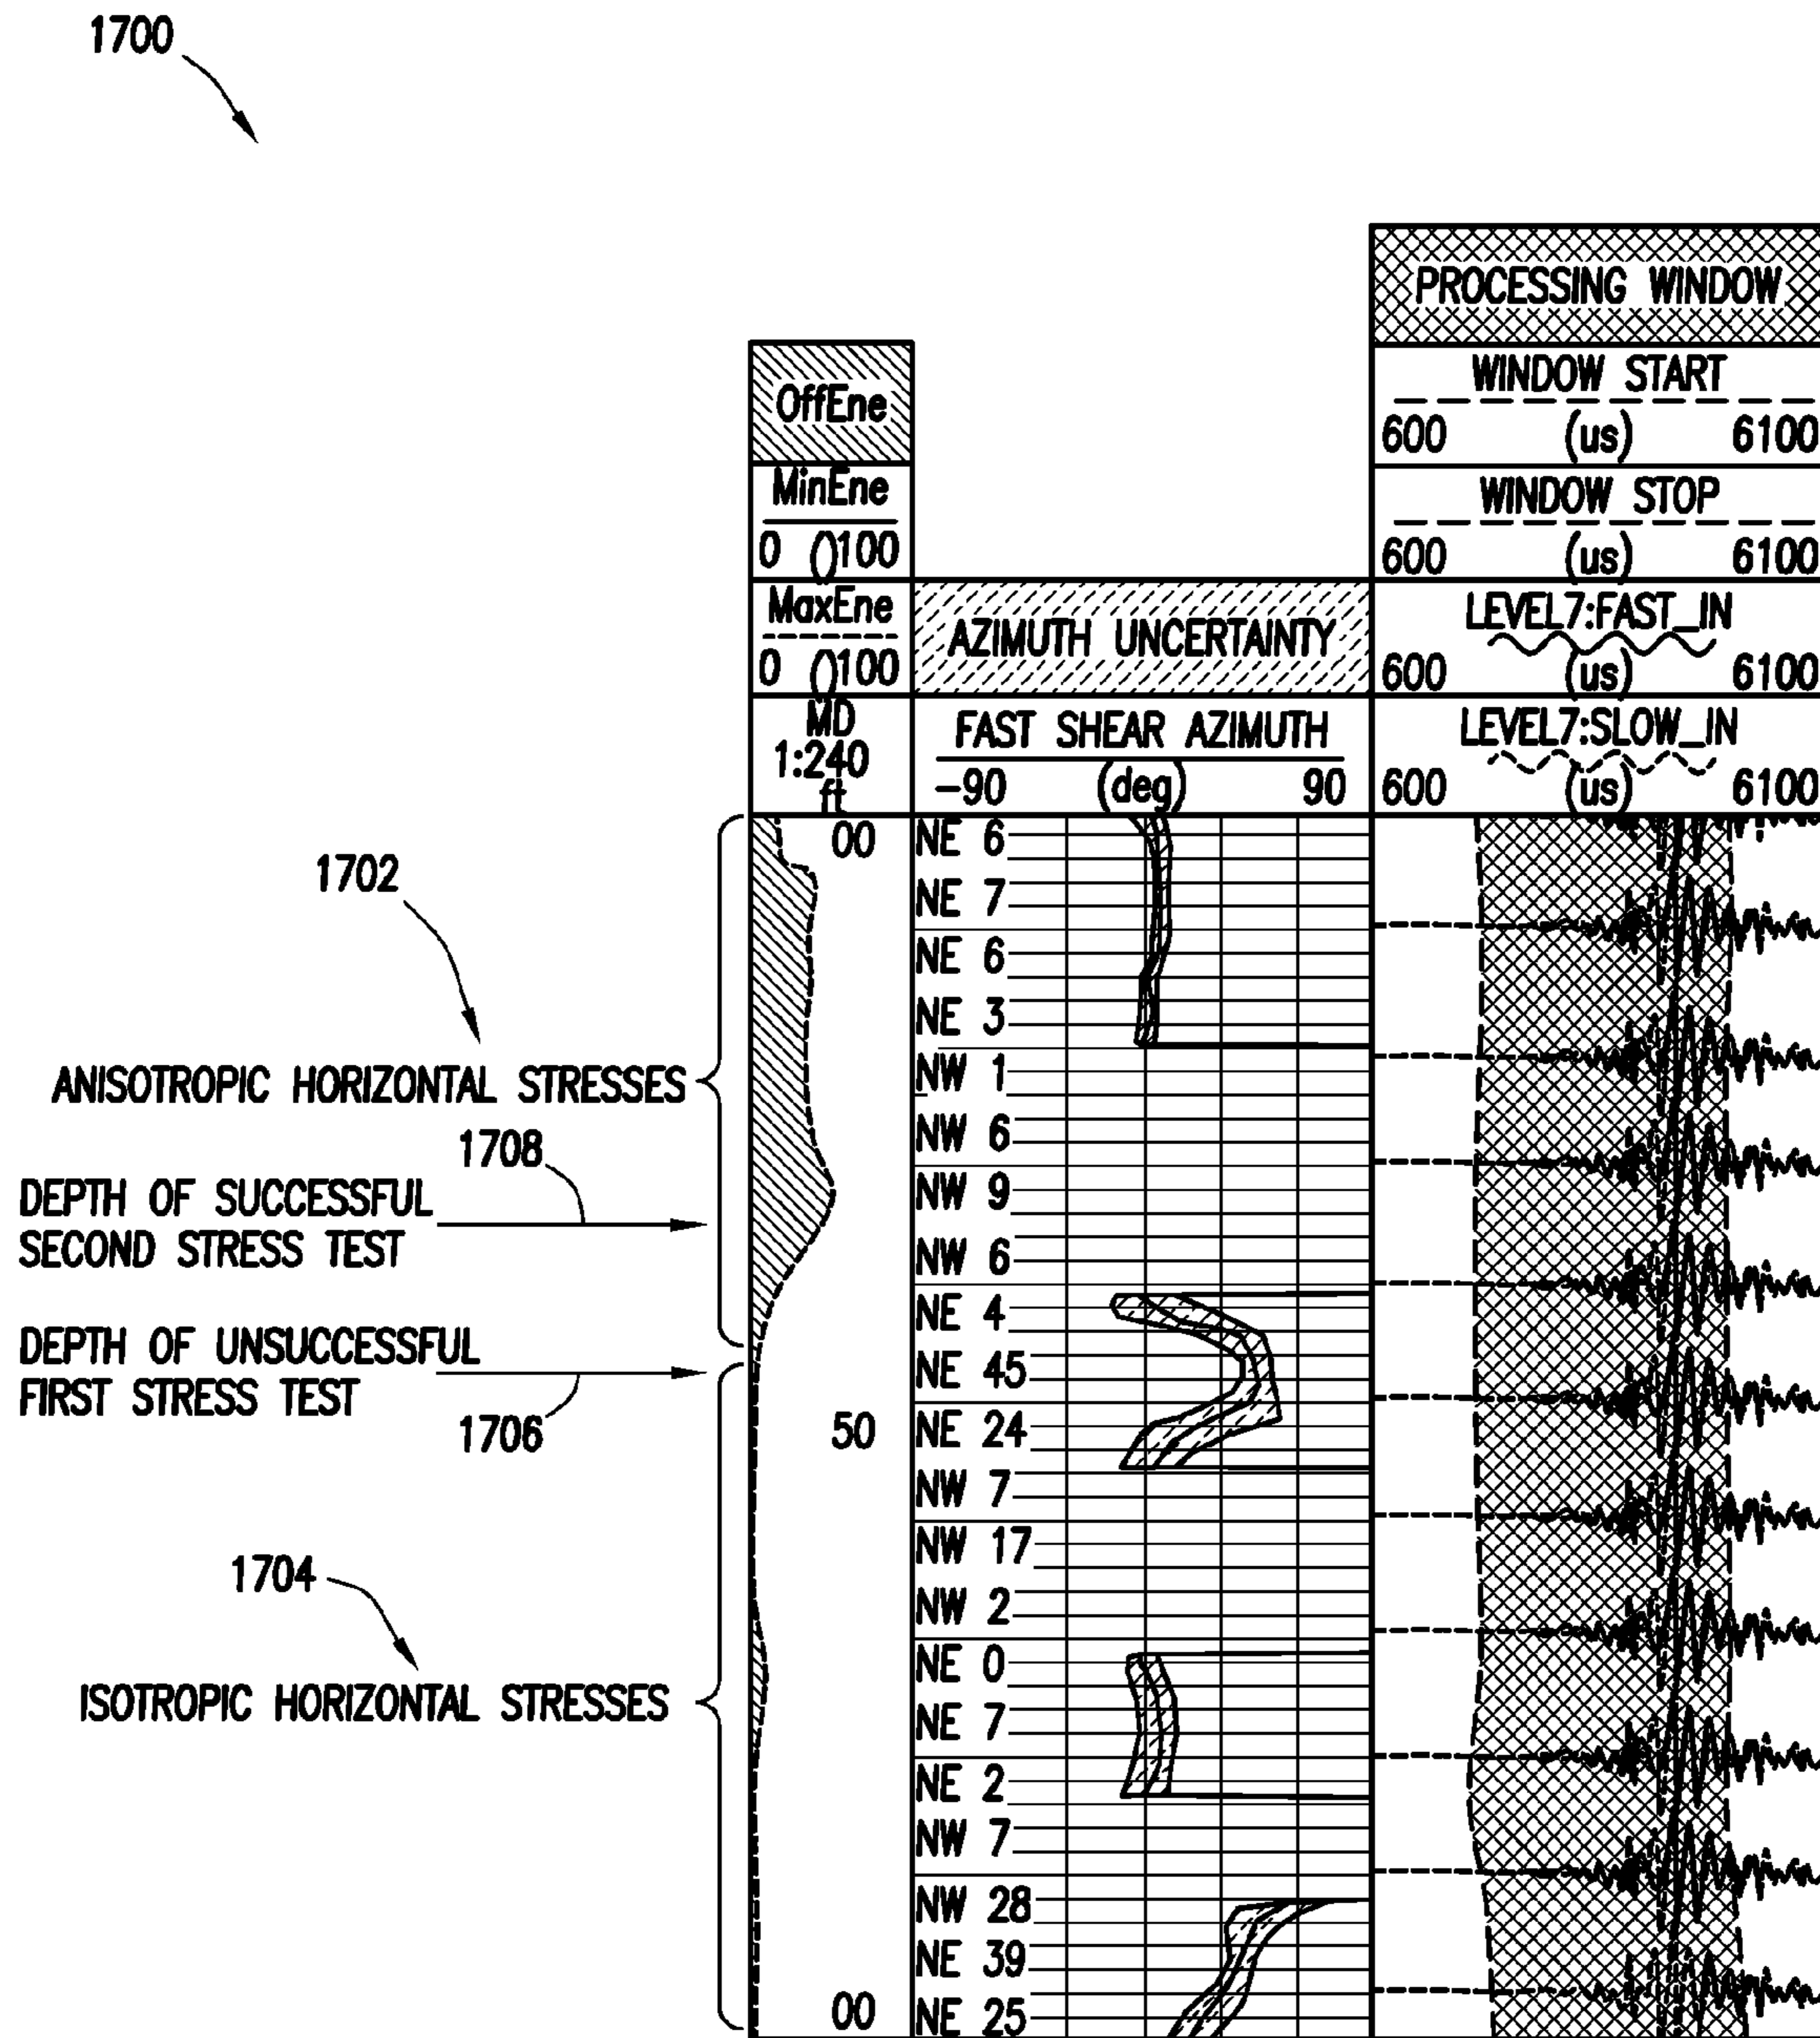 1700
PROCESSING WINDOW
WINDOW START
600 (us) 6100
WINDOW STOP
600 (us) 6100
LEVEL7:FAST_IN
600 (us) 6100
LEVEL7:SLOW_IN
600 (us) 6100
OffEne
MinEne
0 ()100
MaxEne
0 ()100
MD
1:240
ft
AZIMUTH UNCERTAINTY
FAST SHEAR AZIMUTH
-90 (deg) 90
1702
ANISOTROPIC HORIZONTAL STRESSES
1708
DEPTH OF SUCCESSFUL
SECOND STRESS TEST
DEPTH OF UNSUCCESSFUL
FIRST STRESS TEST
1706
1704
ISOTROPIC HORIZONTAL STRESSES
00
50
00
NE 6
NE 7
NE 6
NE 3
NW 1
NW 6
NW 9
NW 6
NE 4
NE 45
NE 24
NW 7
NW 17
NW 2
NE 0
NE 7
NE 2
NW 7
NW 28
NE 39
NE 25